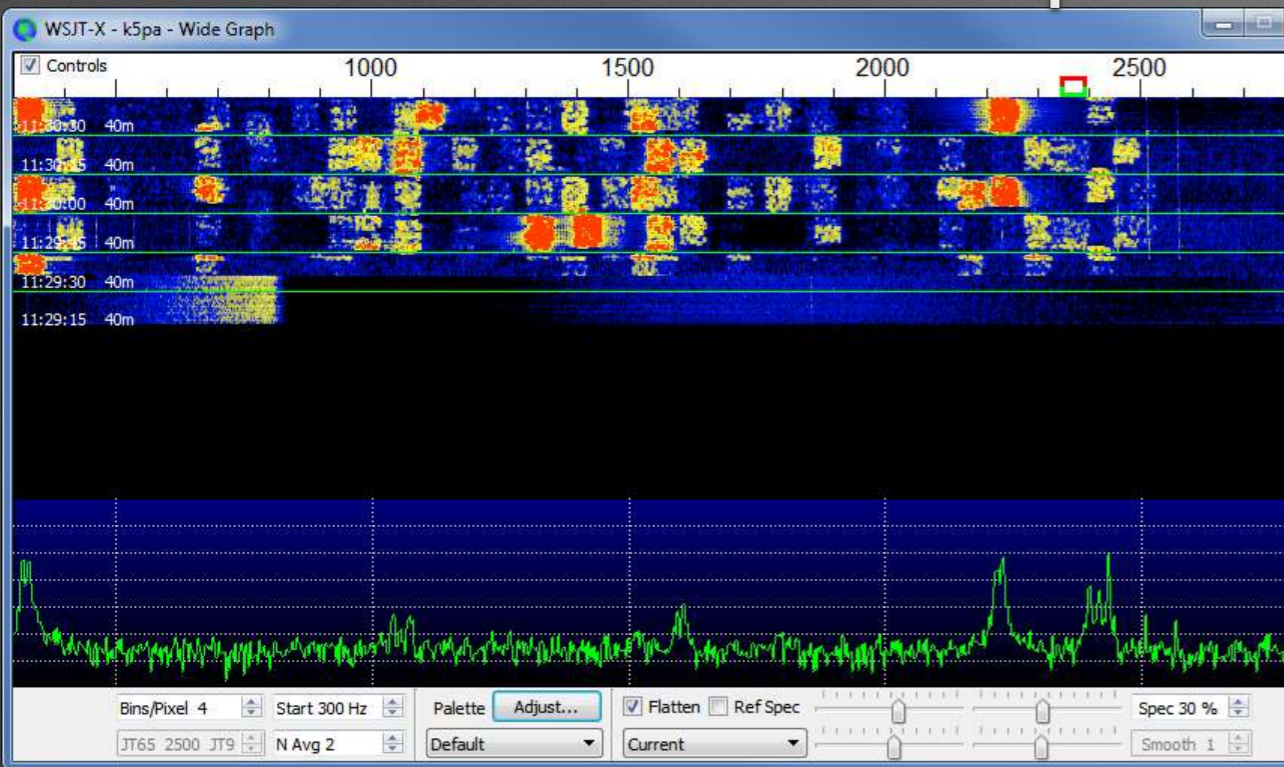 WSJT-X - k5pa - Wide Graph
Controls 1000 1500 2000 2500
11:30:30 40m
11:30:15 40m
11:30:00 40m
11:29:45 40m
11:29:30 40m
11:29:15 40m
Bins/Pixel 4 Start 300 Hz Palette Adjust... Flatten Ref Spec Spec 30 %
JT65 2500 JT9 N Avg 2 Default Current Smooth 1